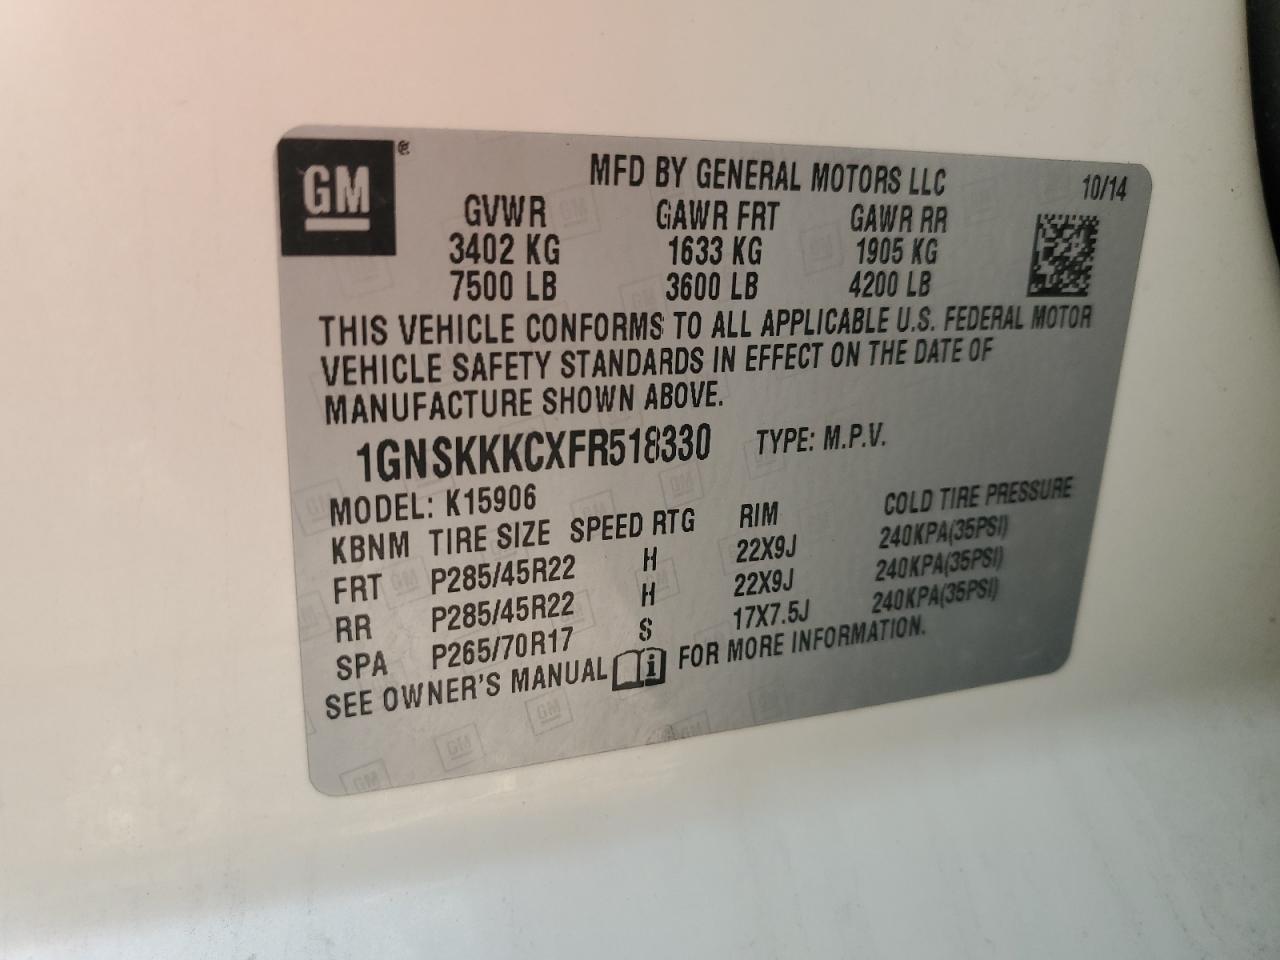 GM ®
MFD BY GENERAL MOTORS LLC 10/14
GVWR GAWR FRT GAWR RR
3402 KG 1633 KG 1905 KG
7500 LB 3600 LB 4200 LB
THIS VEHICLE CONFORMS TO ALL APPLICABLE U.S. FEDERAL MOTOR
VEHICLE SAFETY STANDARDS IN EFFECT ON THE DATE OF
MANUFACTURE SHOWN ABOVE.
1GNSKKKCXFR518330 TYPE: M.P.V.
MODEL: K15906
KBNM TIRE SIZE SPEED RTG RIM COLD TIRE PRESSURE
FRT P285/45R22 H 22X9J 240KPA(35PSI)
RR P285/45R22 H 22X9J 240KPA(35PSI)
SPA P265/70R17 S 17X7.5J 240KPA(35PSI)
SEE OWNER'S MANUAL i FOR MORE INFORMATION.